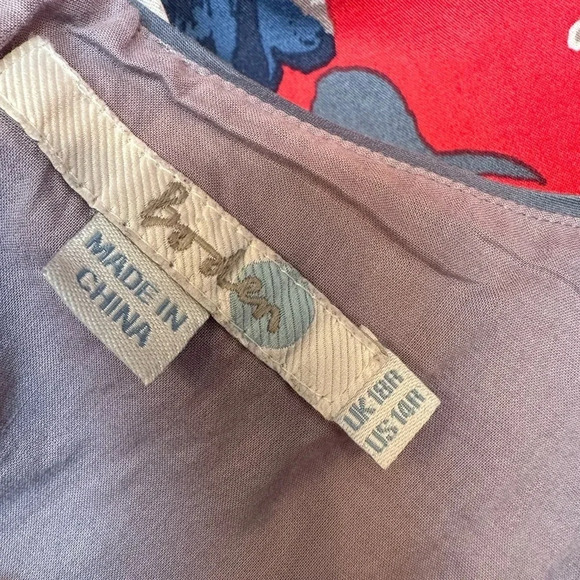 Boden
MADE IN
CHINA
UK 18R
US 14R